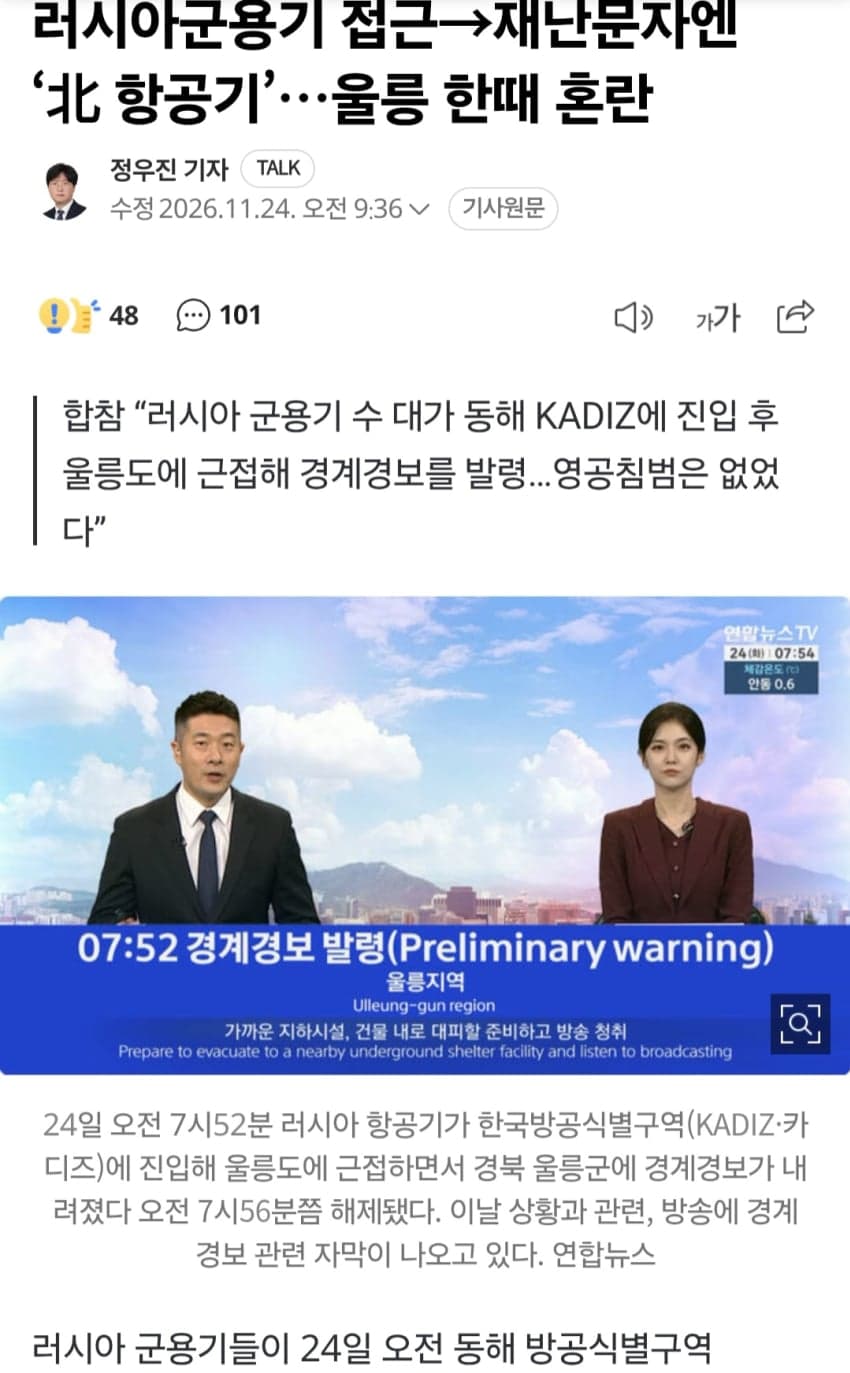 러시아군용기 접근→재난문자엔
‘北 항공기’…울릉 한때 혼란
정우진 기자 TALK
수정 2026.11.24. 오전 9:36 기사원문
48 101 가가
합참 “러시아 군용기 수 대가 동해 KADIZ에 진입 후
울릉도에 근접해 경계경보를 발령…영공침범은 없었
다”
연합뉴스TV
24(화) 07:54
체감온도(℃)
안동 0.6
07:52 경계경보 발령(Preliminary warning)
울릉지역
Ulleung-gun region
가까운 지하시설, 건물 내로 대피할 준비하고 방송 청취
Prepare to evacuate to a nearby underground shelter facility and listen to broadcasting
24일 오전 7시52분 러시아 항공기가 한국방공식별구역(KADIZ·카
디즈)에 진입해 울릉도에 근접하면서 경북 울릉군에 경계경보가 내
려졌다 오전 7시56분쯤 해제됐다. 이날 상황과 관련, 방송에 경계
경보 관련 자막이 나오고 있다. 연합뉴스
러시아 군용기들이 24일 오전 동해 방공식별구역